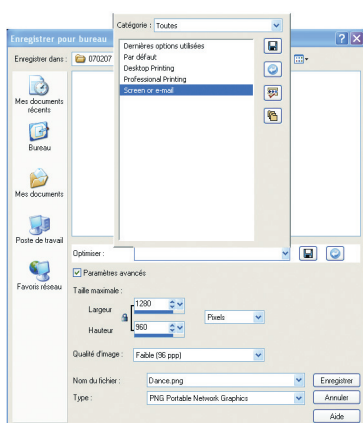 Catégorie : Toutes
Enregistrer pour bureau
Enregistrer dans : 070207
Dernières options utilisées
Par défaut
Desktop Printing
Professional Printing
Screen or e-mail
Mes documents récents
Bureau
Mes documents
Poste de travail
Favoris réseau
Optimiser :
Paramètres avancés
Taille maximale :
Largeur 1280
Pixels
Hauteur 960
Qualité d'image : Faible (96 ppp)
Nom du fichier : Dance.png Enregistrer
Type : PNG Portable Network Graphics Annuler
Aide